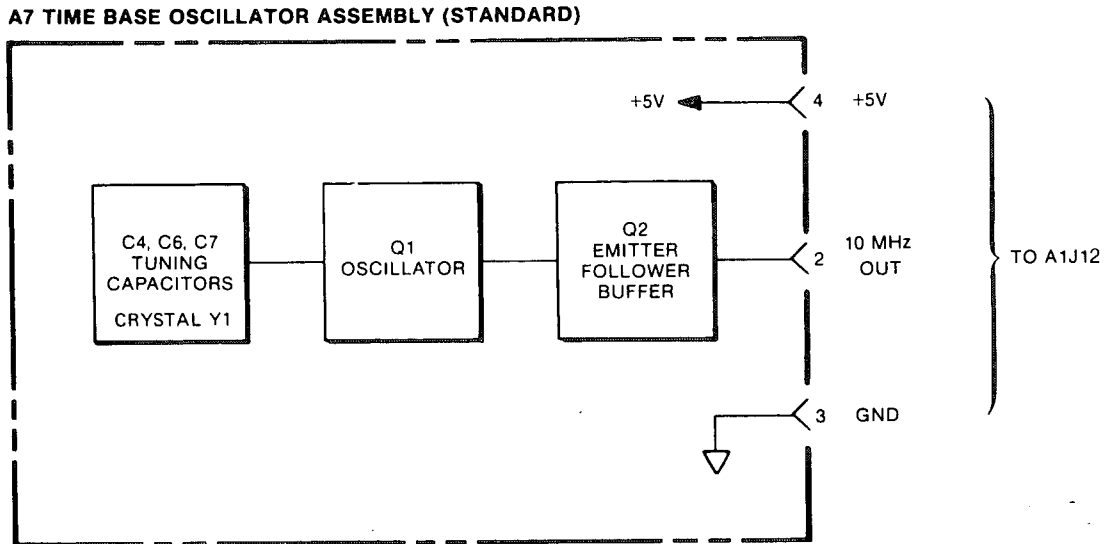 A7 TIME BASE OSCILLATOR ASSEMBLY (STANDARD)
+5V
4 +5V
C4, C6, C7
TUNING
CAPACITORS
CRYSTAL Y1
Q1
OSCILLATOR
Q2
EMITTER
FOLLOWER
BUFFER
2 10 MHz
OUT
TO A1J12
3 GND